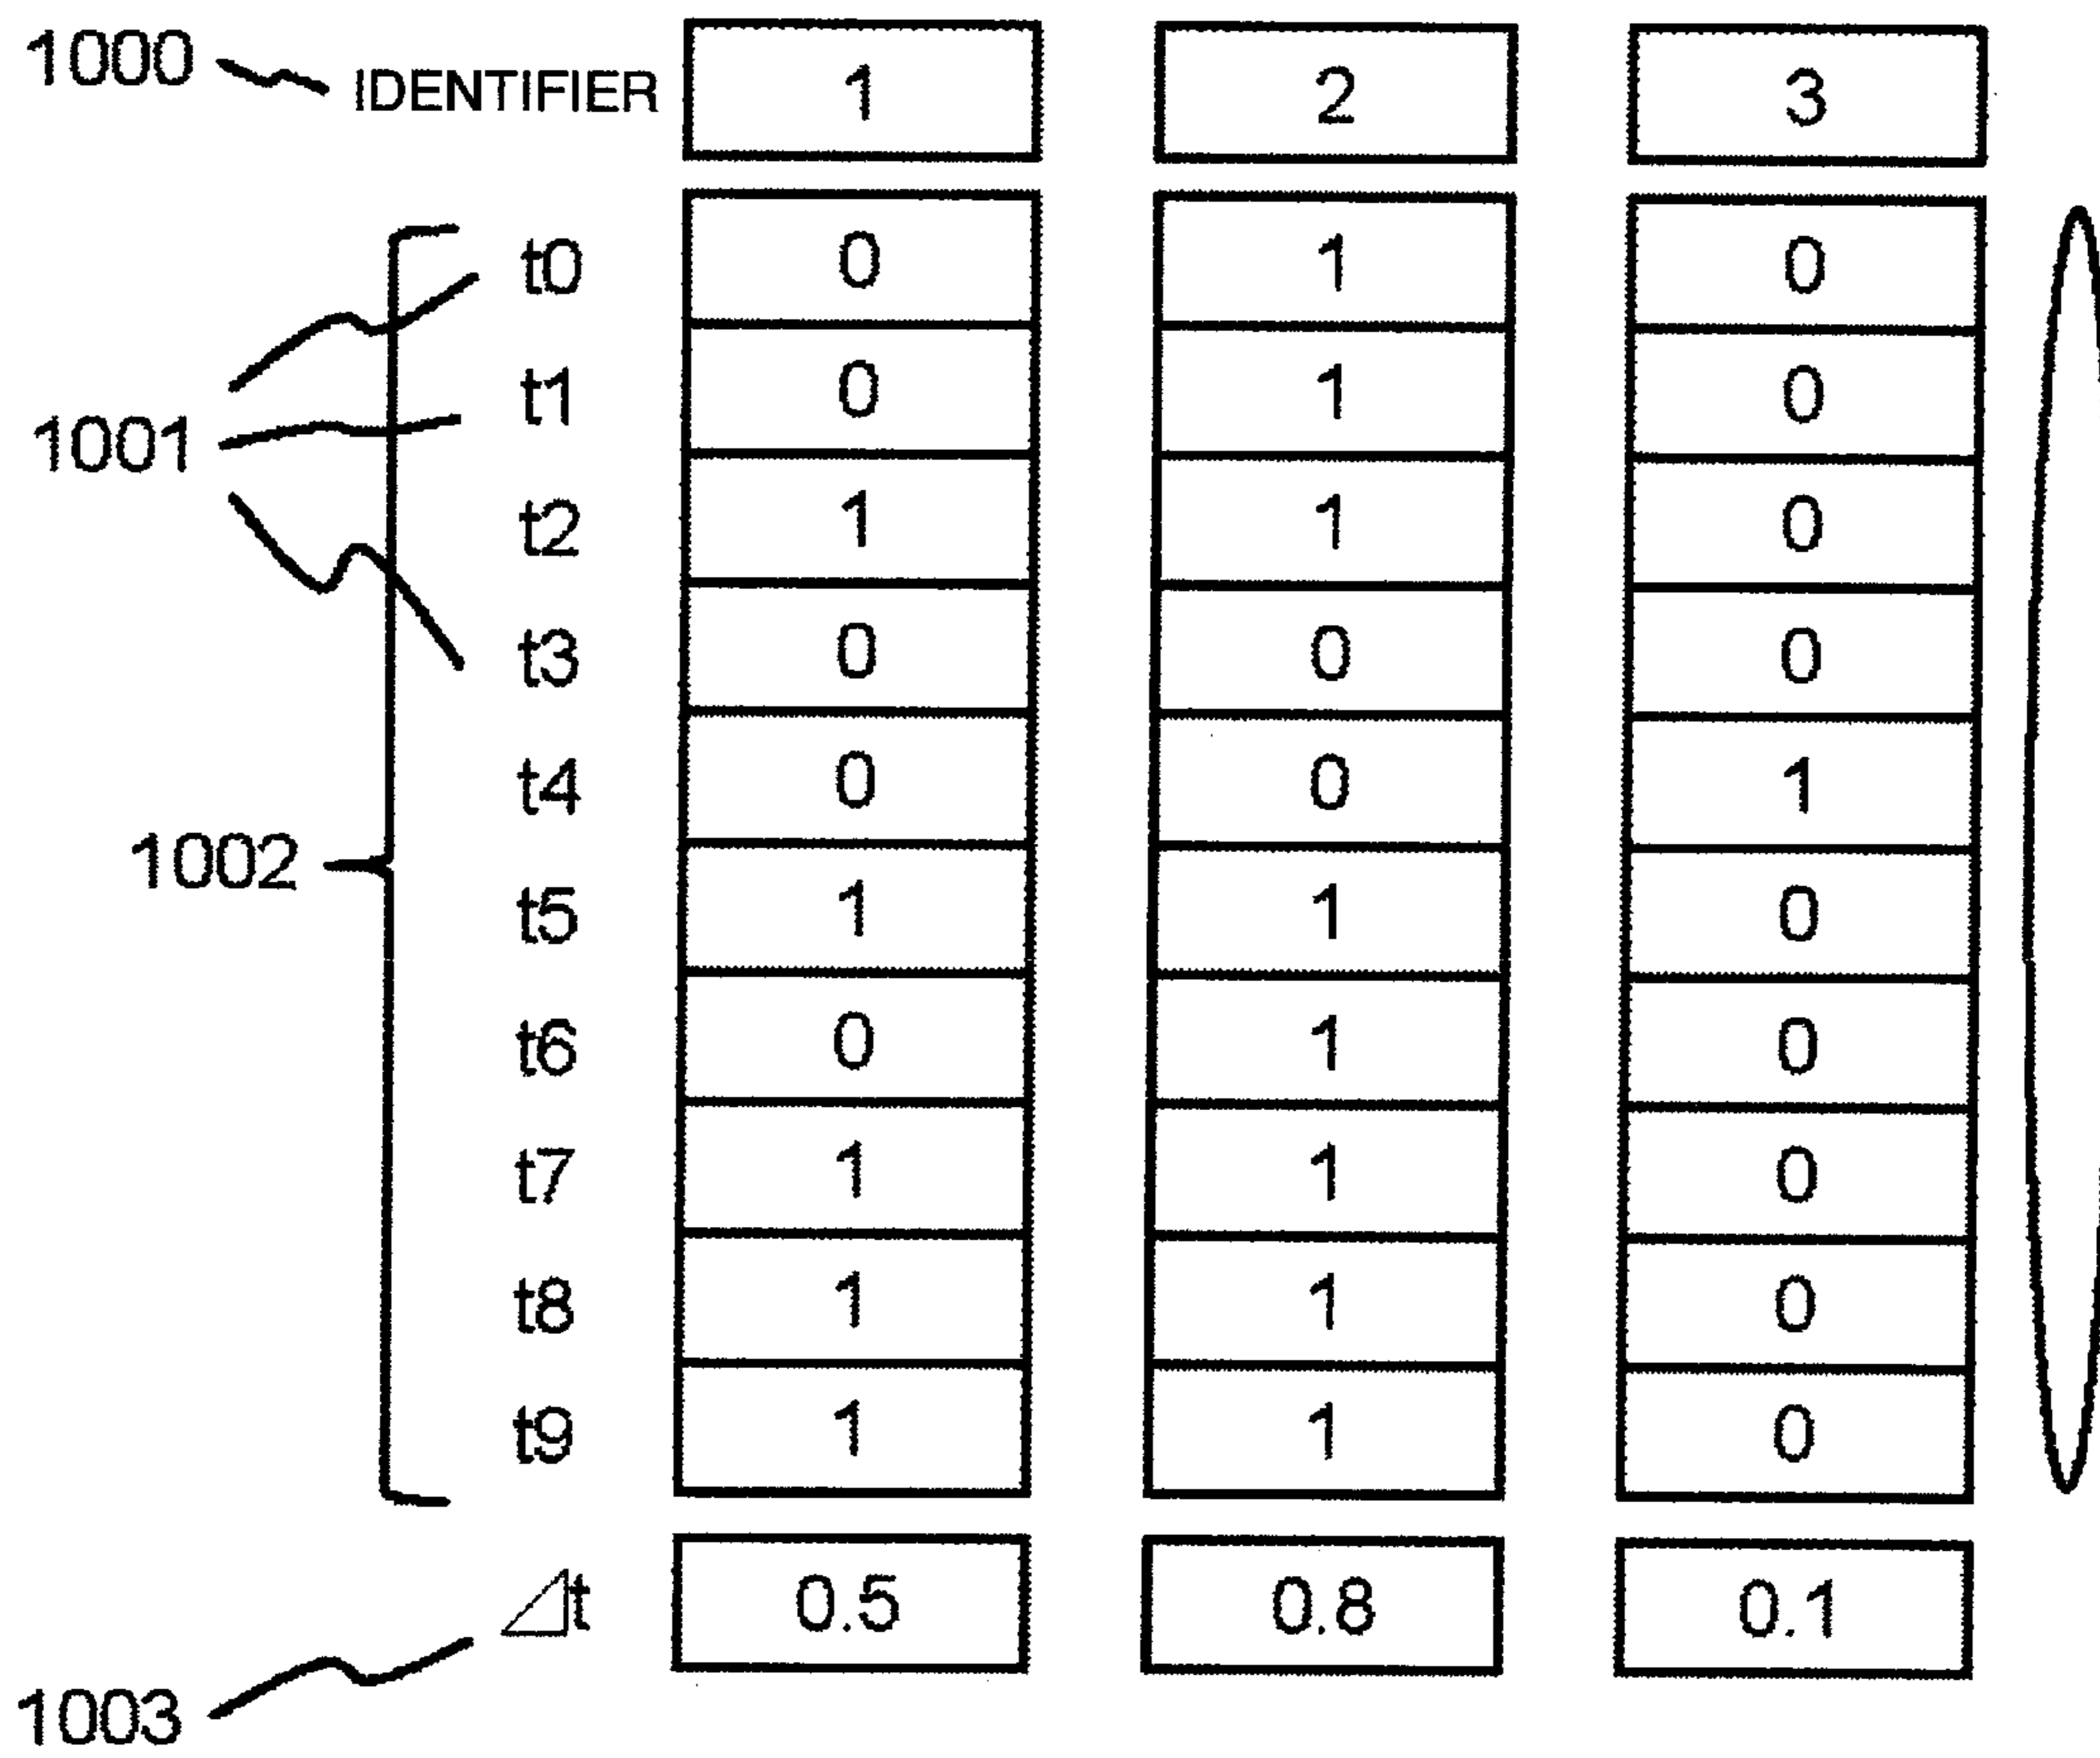 1000 IDENTIFIER 1 2 3
t0 0 1 0
t1 0 1 0
1001
t2 1 1 0
t3 0 0 0
t4 0 0 1
1002
t5 1 1 0
t6 0 1 0
t7 1 1 0
t8 1 1 0
t9 1 1 0
⊿t 0.5 0.8 0.1
1003